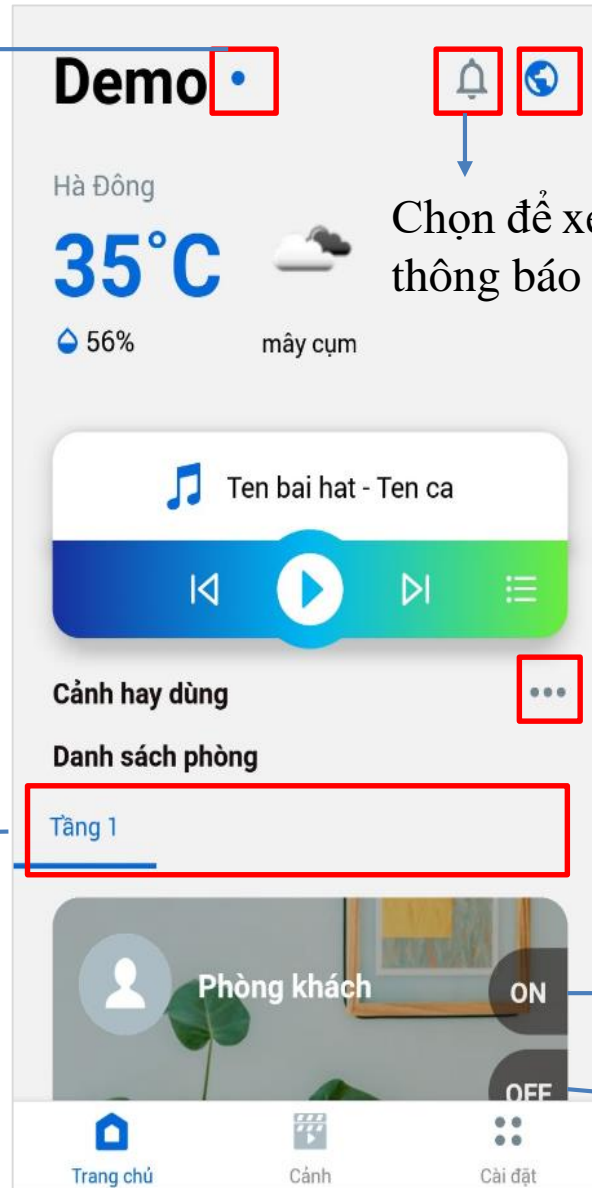 Demo
Hà Đông
35°C
56%
mây cụm
Chọn để
thông báo
Ten bai hat - Ten ca
Cảnh hay dùng
Danh sách phòng
Tầng 1
Phòng khách
ON
OFF
Trang chủ
Cảnh
Cài đặt